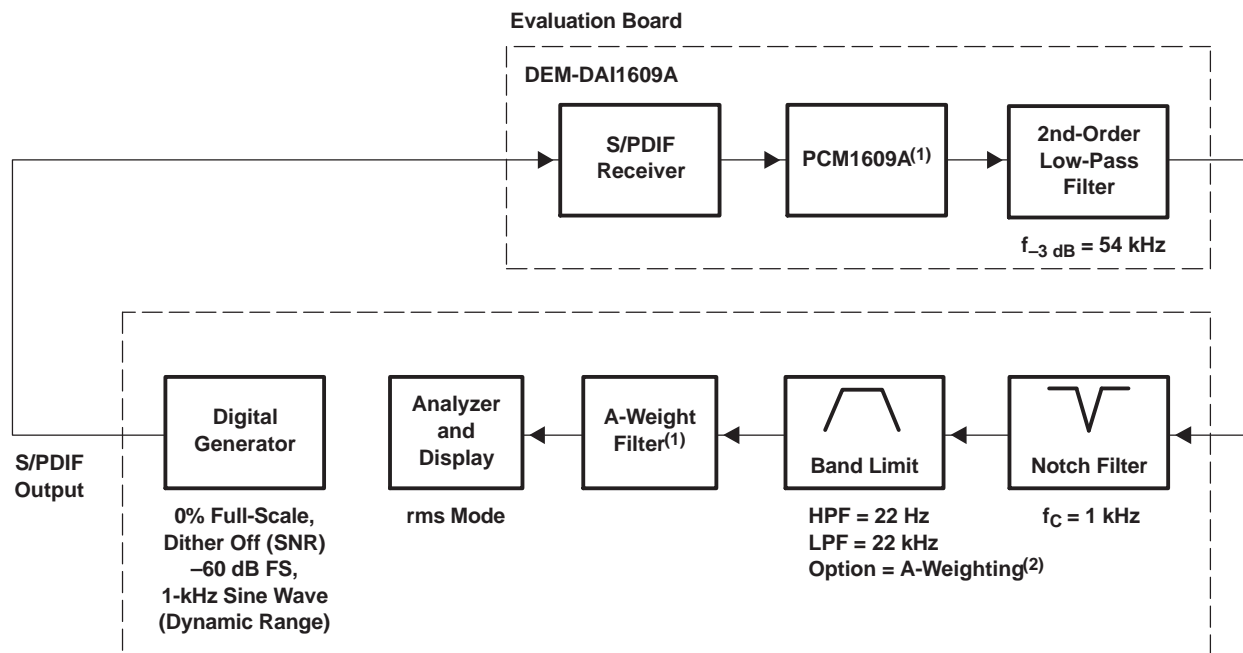 Evaluation Board
DEM-DAI1609A
S/PDIF
Receiver
PCM1609A(1)
2nd-Order
Low-Pass
Filter
f–3 dB = 54 kHz
S/PDIF
Output
Digital
Generator
0% Full-Scale,
Dither Off (SNR)
–60 dB FS,
1-kHz Sine Wave
(Dynamic Range)
Analyzer
and
Display
rms Mode
A-Weight
Filter(1)
Band Limit
HPF = 22 Hz
LPF = 22 kHz
Option = A-Weighting(2)
Notch Filter
fC = 1 kHz